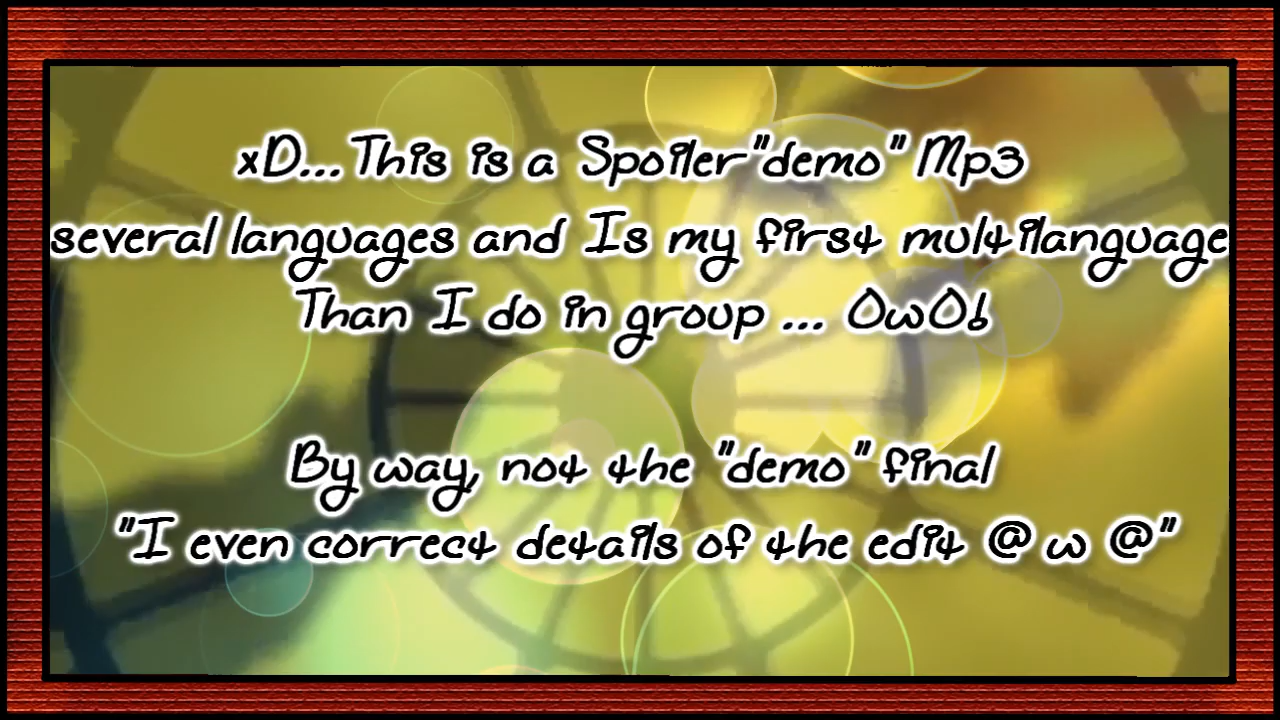 xD...This is a Spoiler"demo" Mp3
several languages and Is my first multilanguage
Than I do in group ... OwO6
By way, not the "demo" final
"I even correct details of the edit @ w @"